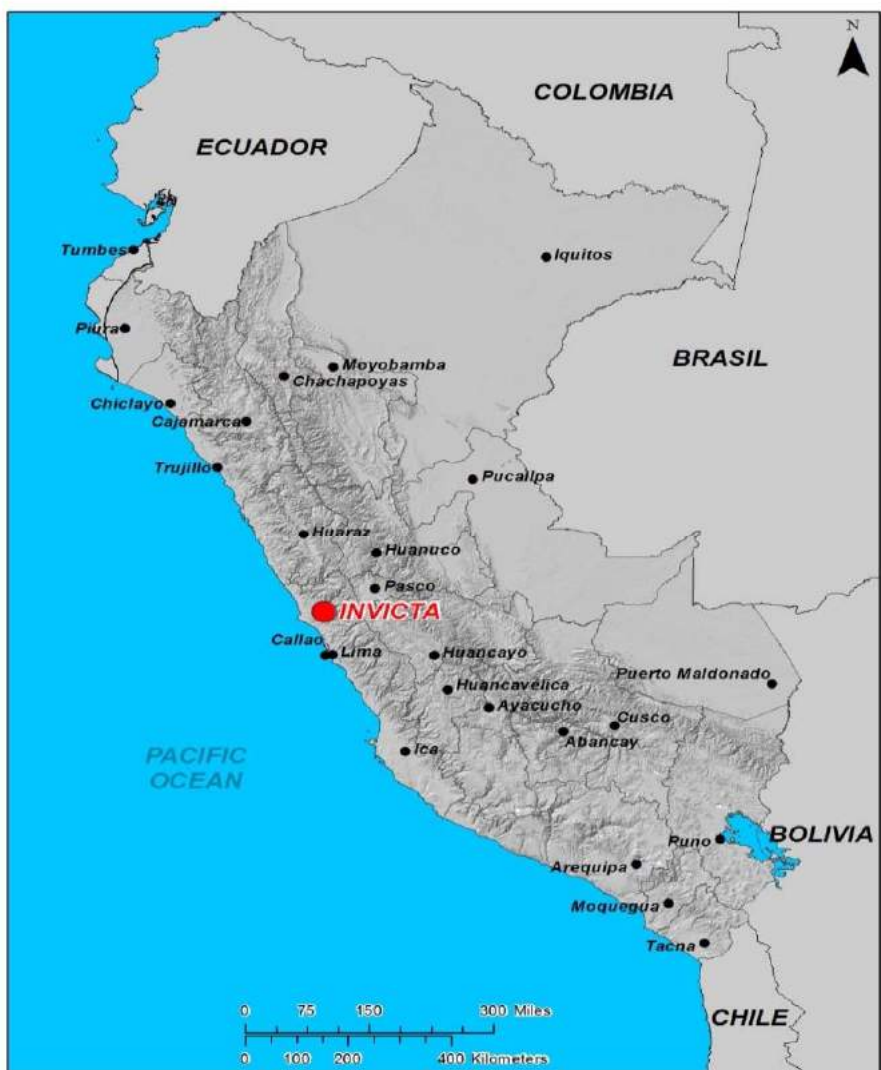 N
COLOMBIA
ECUADOR
Tumbes
Iquitos
Piura
BRASIL
Moyobamba
Chachapoyas
Chiclayo
Cajamarca
Trujillo
Pucallpa
Huaraz
Huanuco
Pasco
INVICTA
Callao
Lima
Huancayo
Puerto Maldonado
Huancavelica
Ayacucho
Cusco
Abancay
Ica
PACIFIC
OCEAN
BOLIVIA
Puno
Arequipa
Moquegua
Tacna
CHILE
0 75 150 300 Miles
0 100 200 400 Kilometers